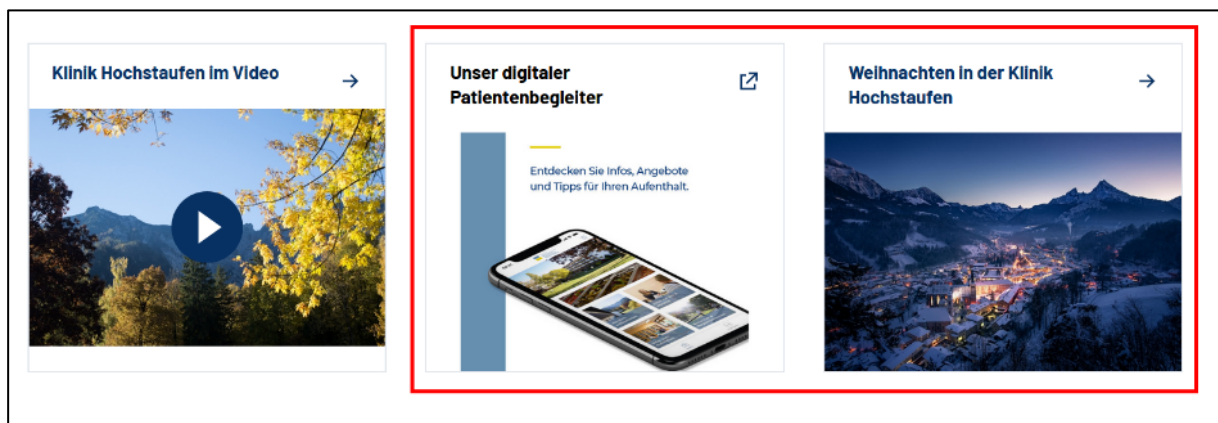 Klinik Hochstaufen im Video
Unser digitaler
Patientenbegleiter
Entdecken Sie Infos, Angebote
und Tipps für Ihren Aufenthalt.
Weihnachten in der Klinik
Hochstaufen